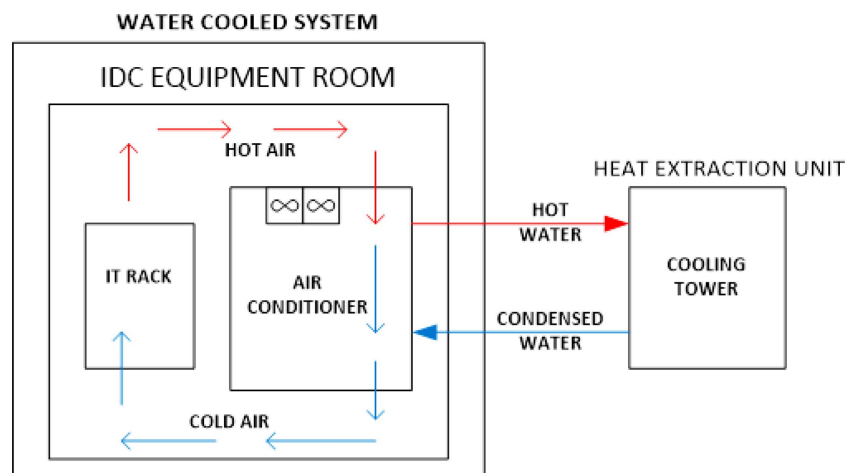 WATER COOLED SYSTEM
IDC EQUIPMENT ROOM
HOT AIR
HEAT EXTRACTION UNIT
IT RACK
AIR
CONDITIONER
HOT
WATER
COOLING
TOWER
CONDENSED
WATER
COLD AIR